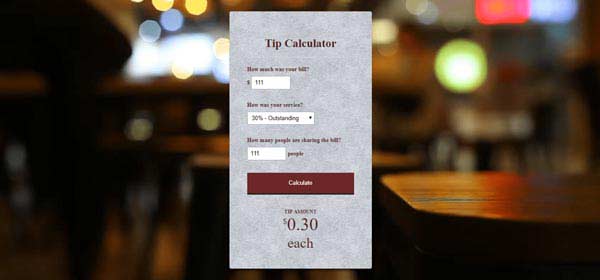 Tip Calculator
How much was your bill?
$ 111
How was your service?
30% - Outstanding
How many people are sharing the bill?
111 people
Calculate
TIP AMOUNT
$0.30
each